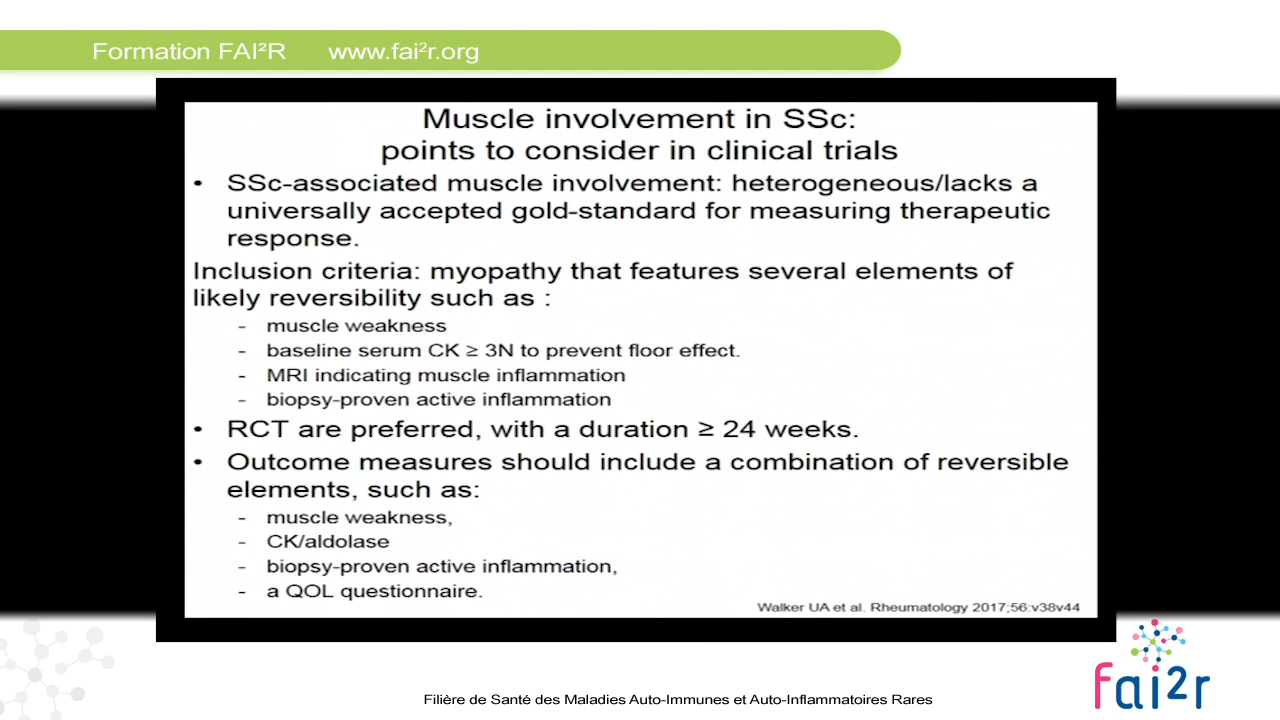 Formation FAI²R www.fai²r.org
Muscle involvement in SSc:
points to consider in clinical trials
• SSc-associated muscle involvement: heterogeneous/lacks a
universally accepted gold-standard for measuring therapeutic
response.
Inclusion criteria: myopathy that features several elements of
likely reversibility such as :
- muscle weakness
- baseline serum CK ≥ 3N to prevent floor effect.
- MRI indicating muscle inflammation
- biopsy-proven active inflammation
• RCT are preferred, with a duration ≥ 24 weeks.
• Outcome measures should include a combination of reversible
elements, such as:
- muscle weakness,
- CK/aldolase
- biopsy-proven active inflammation,
- a QOL questionnaire.
Walker UA et al. Rheumatology 2017;56:v38v44
fai2r
Filière de Santé des Maladies Auto-Immunes et Auto-Inflammatoires Rares